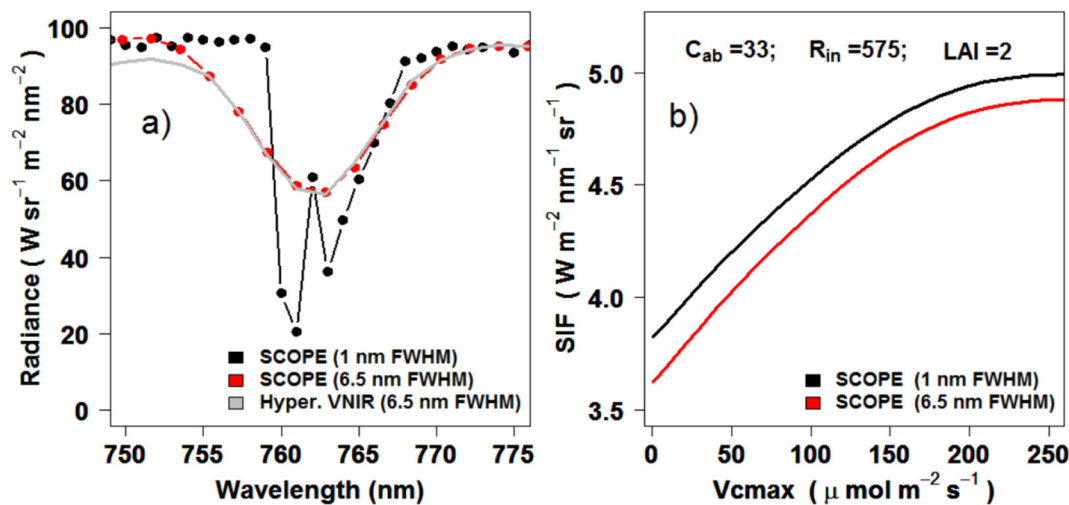 a)
Radiance ( W sr⁻¹ m⁻² nm⁻² )
100
80
60
40
20
0
SCOPE (1 nm FWHM)
SCOPE (6.5 nm FWHM)
Hyper. VNIR (6.5 nm FWHM)
750 755 760 765 770 775
Wavelength (nm)
b)
C_ab =33; R_in =575; LAI =2
SIF ( W m⁻² nm⁻¹ sr⁻¹ )
5.0
4.5
4.0
3.5
SCOPE (1 nm FWHM)
SCOPE (6.5 nm FWHM)
0 50 100 150 200 250
Vcmax ( μ mol m⁻² s⁻¹ )